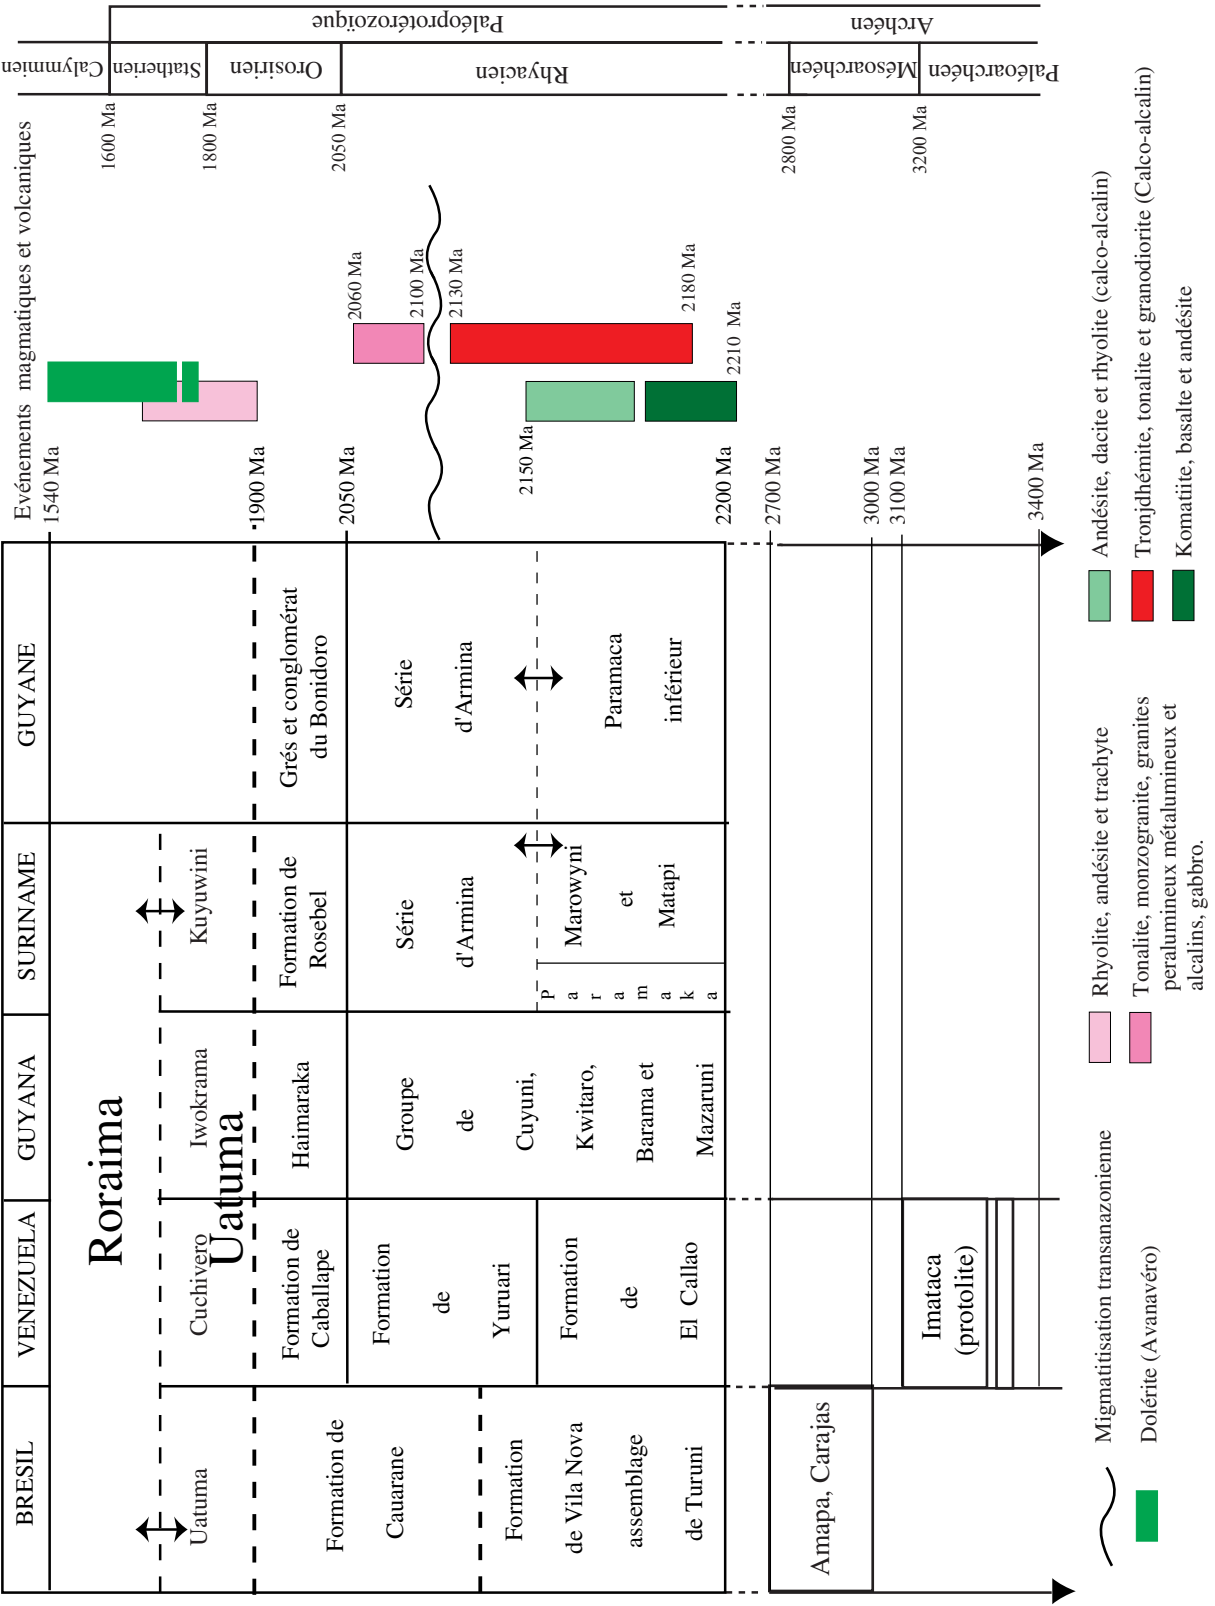 BRESIL
VENEZUELA
GUYANA
SURINAME
GUYANE
Evénements magmatiques et volcaniques
Roraima
Uatuma
Uatuma
Cuchivero
Iwokrama
Kuyuwini
Formation de
Cauarane
Formation de
Caballape
Haimaraka
Formation de
Rosebel
Grés et conglomérat
du Bonidoro
Formation
de Vila Nova
assemblage
de Turuni
Formation
de
Yuruari
Formation
de
El Callao
Groupe
de
Cuyuni,
Kwitaro,
Barama et
Mazaruni
Série
d'Armina
P
a
r
a
m
a
k
a
Marowyni
et
Matapi
Série
d'Armina
Paramaca
inférieur
Amapa, Carajas
Imataca
(protolite)
1540 Ma
1900 Ma
2050 Ma
2200 Ma
2700 Ma
3000 Ma
3100 Ma
3400 Ma
2150 Ma
2210 Ma
2060 Ma
2100 Ma
2130 Ma
2180 Ma
1600 Ma
1800 Ma
2050 Ma
2800 Ma
3200 Ma
Calymmien
Statherien
Orosirien
Rhyacien
Mésoarchéen
Paléoarchéen
Paléoprotérozoïque
Archéen
Migmatitisation transanazonienne
Dolérite (Avanavéro)
Rhyolite, andésite et trachyte
Tonalite, monzogranite, granites
peralumineux métalumineux et
alcalins, gabbro.
Andésite, dacite et rhyolite (calco-alcalin)
Tronjdhémite, tonalite et granodiorite (Calco-alcalin)
Komatiite, basalte et andésite